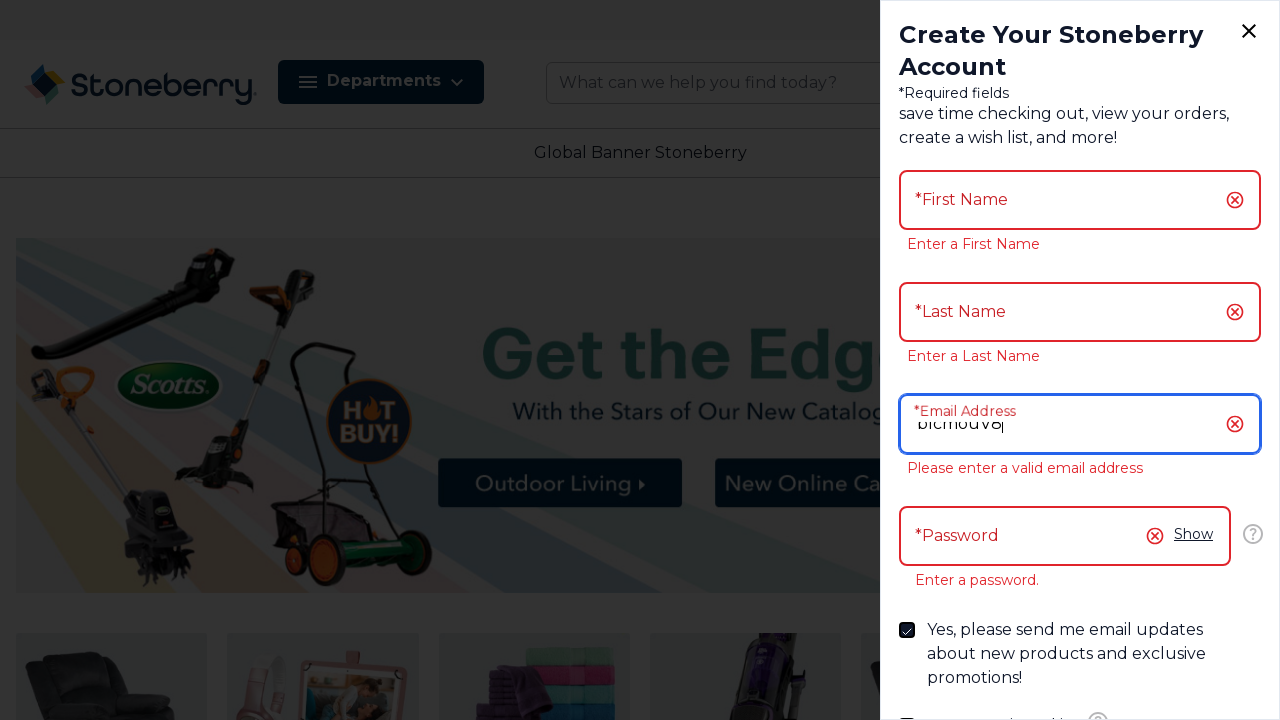 Create Your Stoneberry
Account
*Required fields
save time checking out, view your orders,
create a wish list, and more!
Stoneberry
Departments
What can we help you find today?
Global Banner Stoneberry
*First Name
Enter a First Name
*Last Name
Enter a Last Name
*Email Address
Please enter a valid email address
*Password
Show
Enter a password.
Yes, please send me email updates
about new products and exclusive
promotions!
Scotts
HOT
BUY!
Get the Edg
With the Stars of Our New Catalog
Outdoor Living
New Online Ca